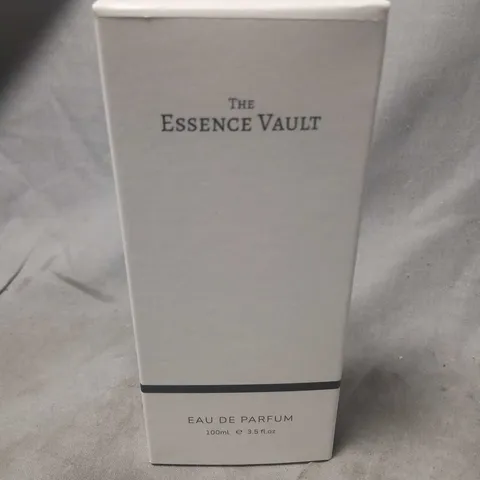 THE
ESSENCE VAULT
EAU DE PARFUM
100mL ℮ 3.5 fl.oz